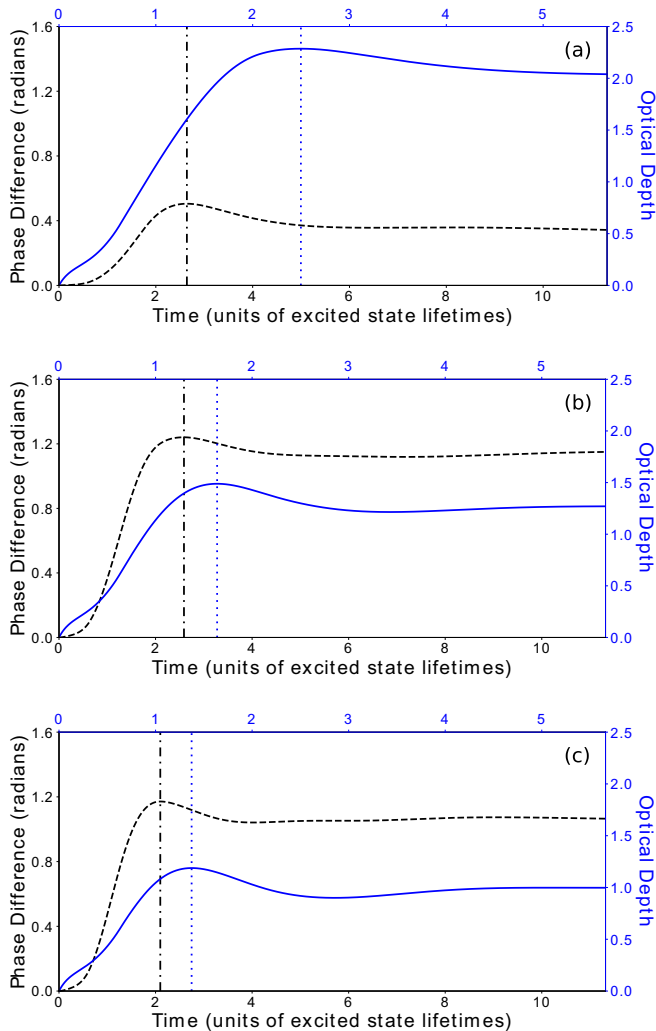 0 1 2 3 4 5
(a)
1.6 2.5
1.2 2.0
1.5
0.8
1.0
0.4 0.5
0.0 0.0
0 2 4 6 8 10
Phase Difference (radians)
Optical Depth
Time (units of excited state lifetimes)
0 1 2 3 4 5
(b)
1.6 2.5
1.2 2.0
1.5
0.8
1.0
0.4 0.5
0.0 0.0
0 2 4 6 8 10
Phase Difference (radians)
Optical Depth
Time (units of excited state lifetimes)
0 1 2 3 4 5
(c)
1.6 2.5
1.2 2.0
1.5
0.8
1.0
0.4 0.5
0.0 0.0
0 2 4 6 8 10
Phase Difference (radians)
Optical Depth
Time (units of excited state lifetimes)